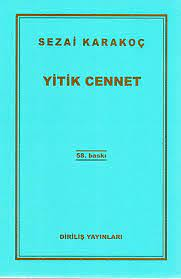 SEZAİ KARAKOÇ
YİTİK CENNET
58. baskı
DİRİLİŞ YAYINLARI